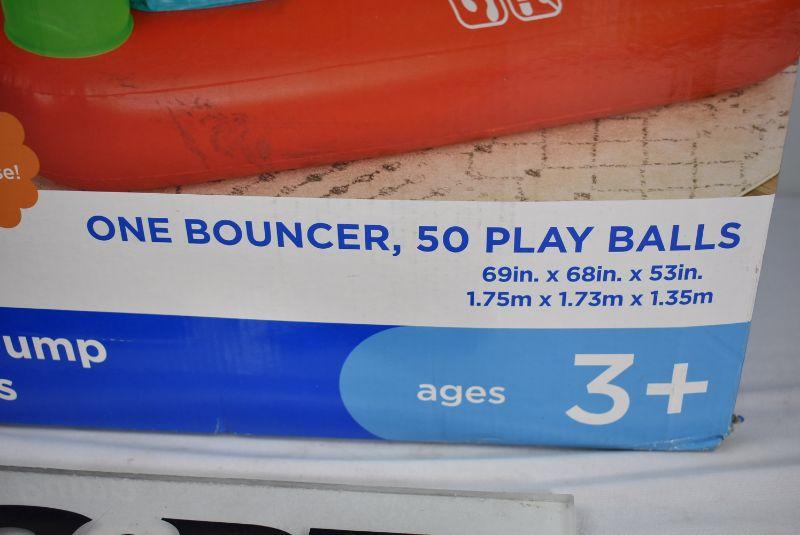 se!
ONE BOUNCER, 50 PLAY BALLS
69in. x 68in. x 53in.
1.75m x 1.73m x 1.35m
ump
s
ages 3+